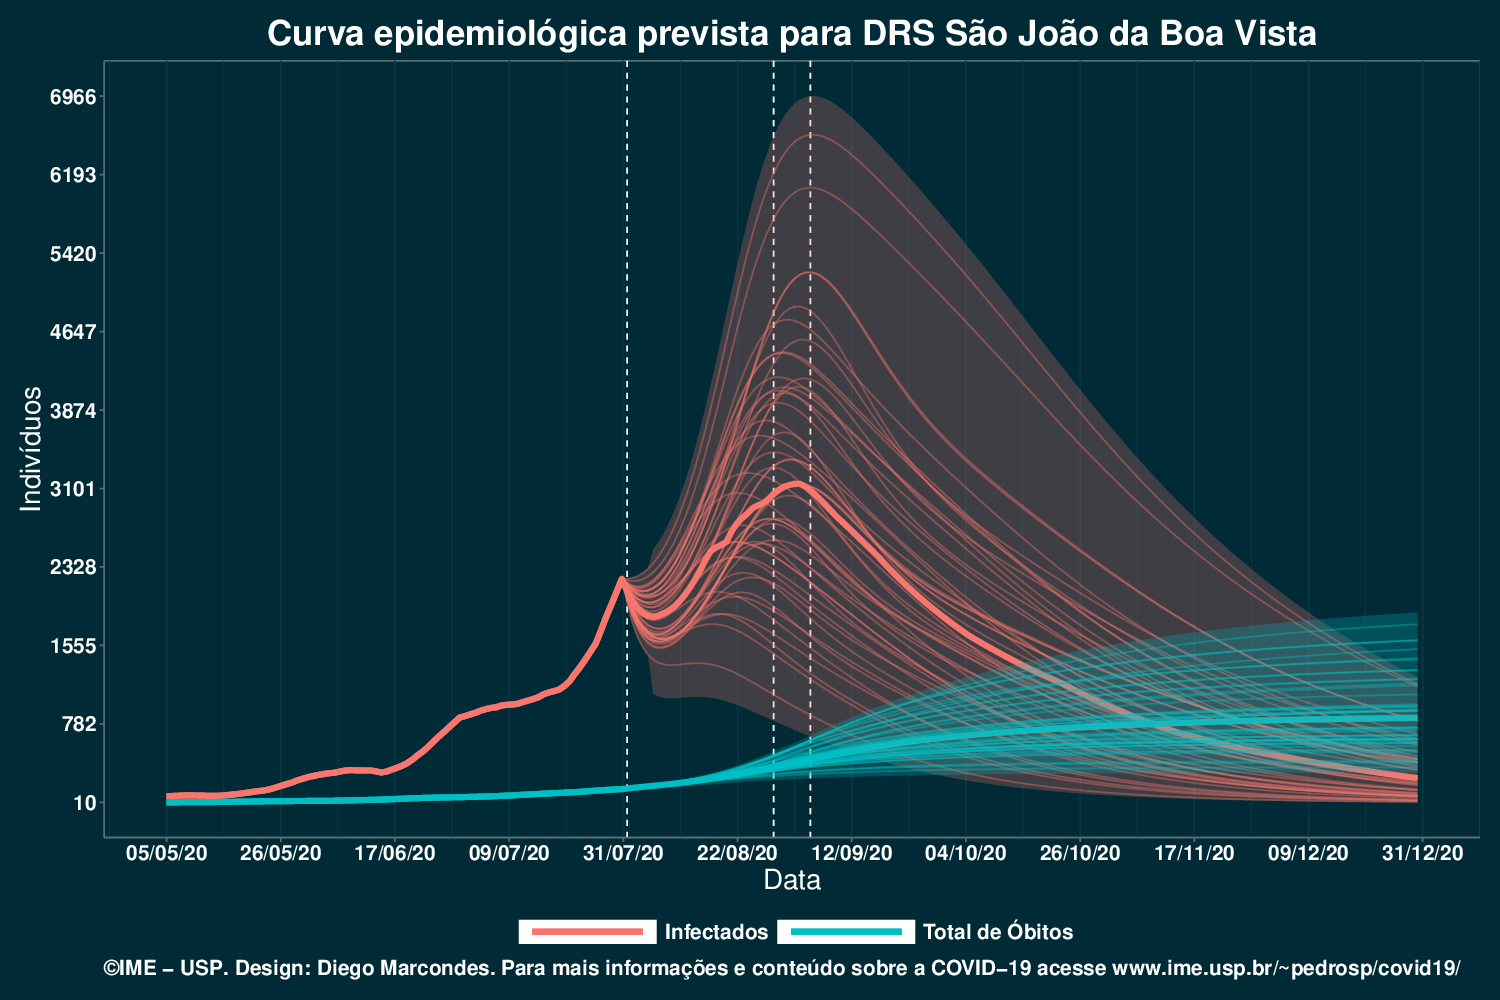 Curva epidemiológica prevista para DRS São João da Boa Vista
6966
6193
5420
4647
3874
3101
2328
1555
782
10
Indivíduos
05/05/20 26/05/20 17/06/20 09/07/20 31/07/20 22/08/20 12/09/20 04/10/20 26/10/20 17/11/20 09/12/20 31/12/20
Data
Infectados Total de Óbitos
©IME − USP. Design: Diego Marcondes. Para mais informações e conteúdo sobre a COVID−19 acesse www.ime.usp.br/~pedrosp/covid19/